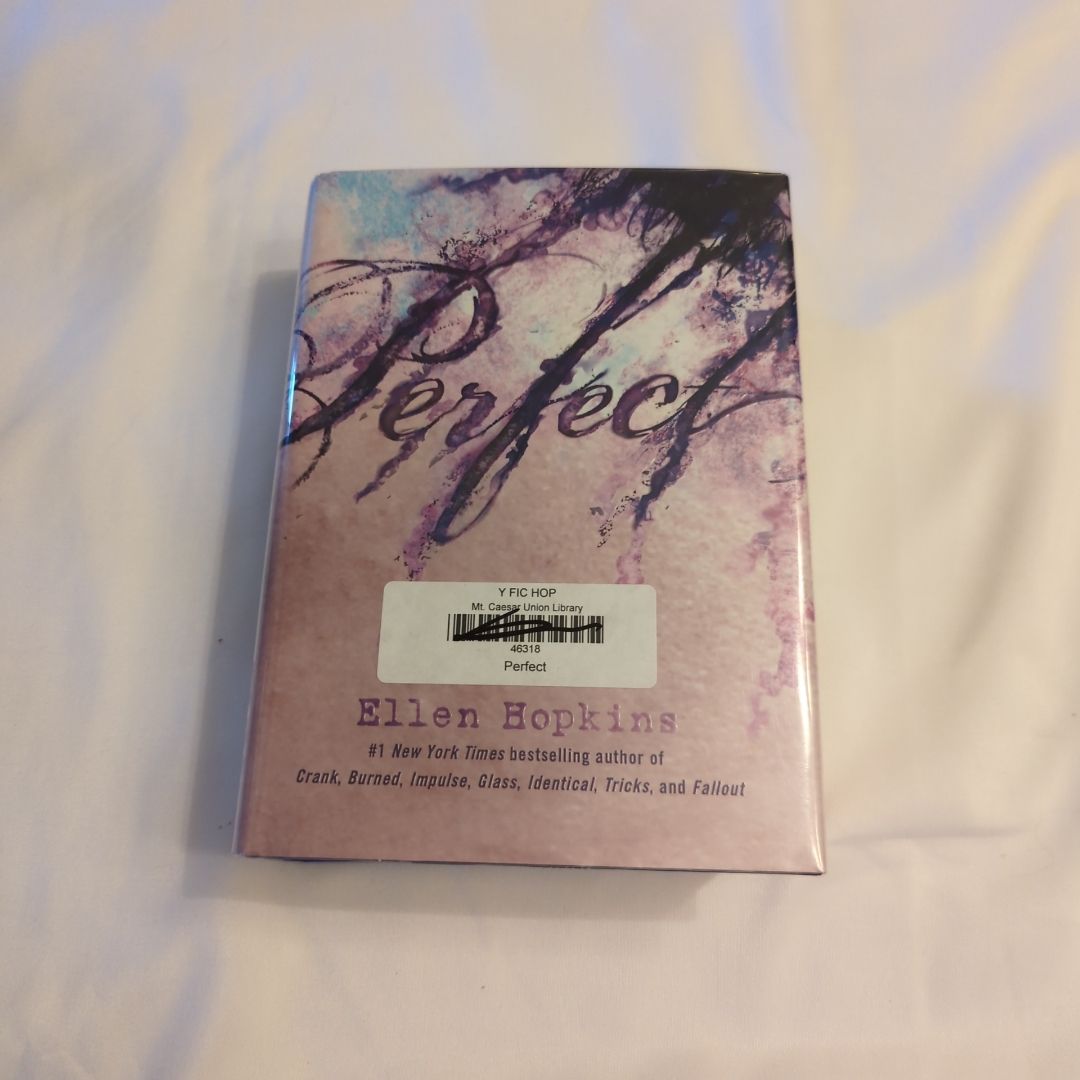 Perfect
Y FIC HOP
Mt. Caesar Union Library
46318
Perfect
Ellen Hopkins
#1 New York Times bestselling author of
Crank, Burned, Impulse, Glass, Identical, Tricks, and Fallout